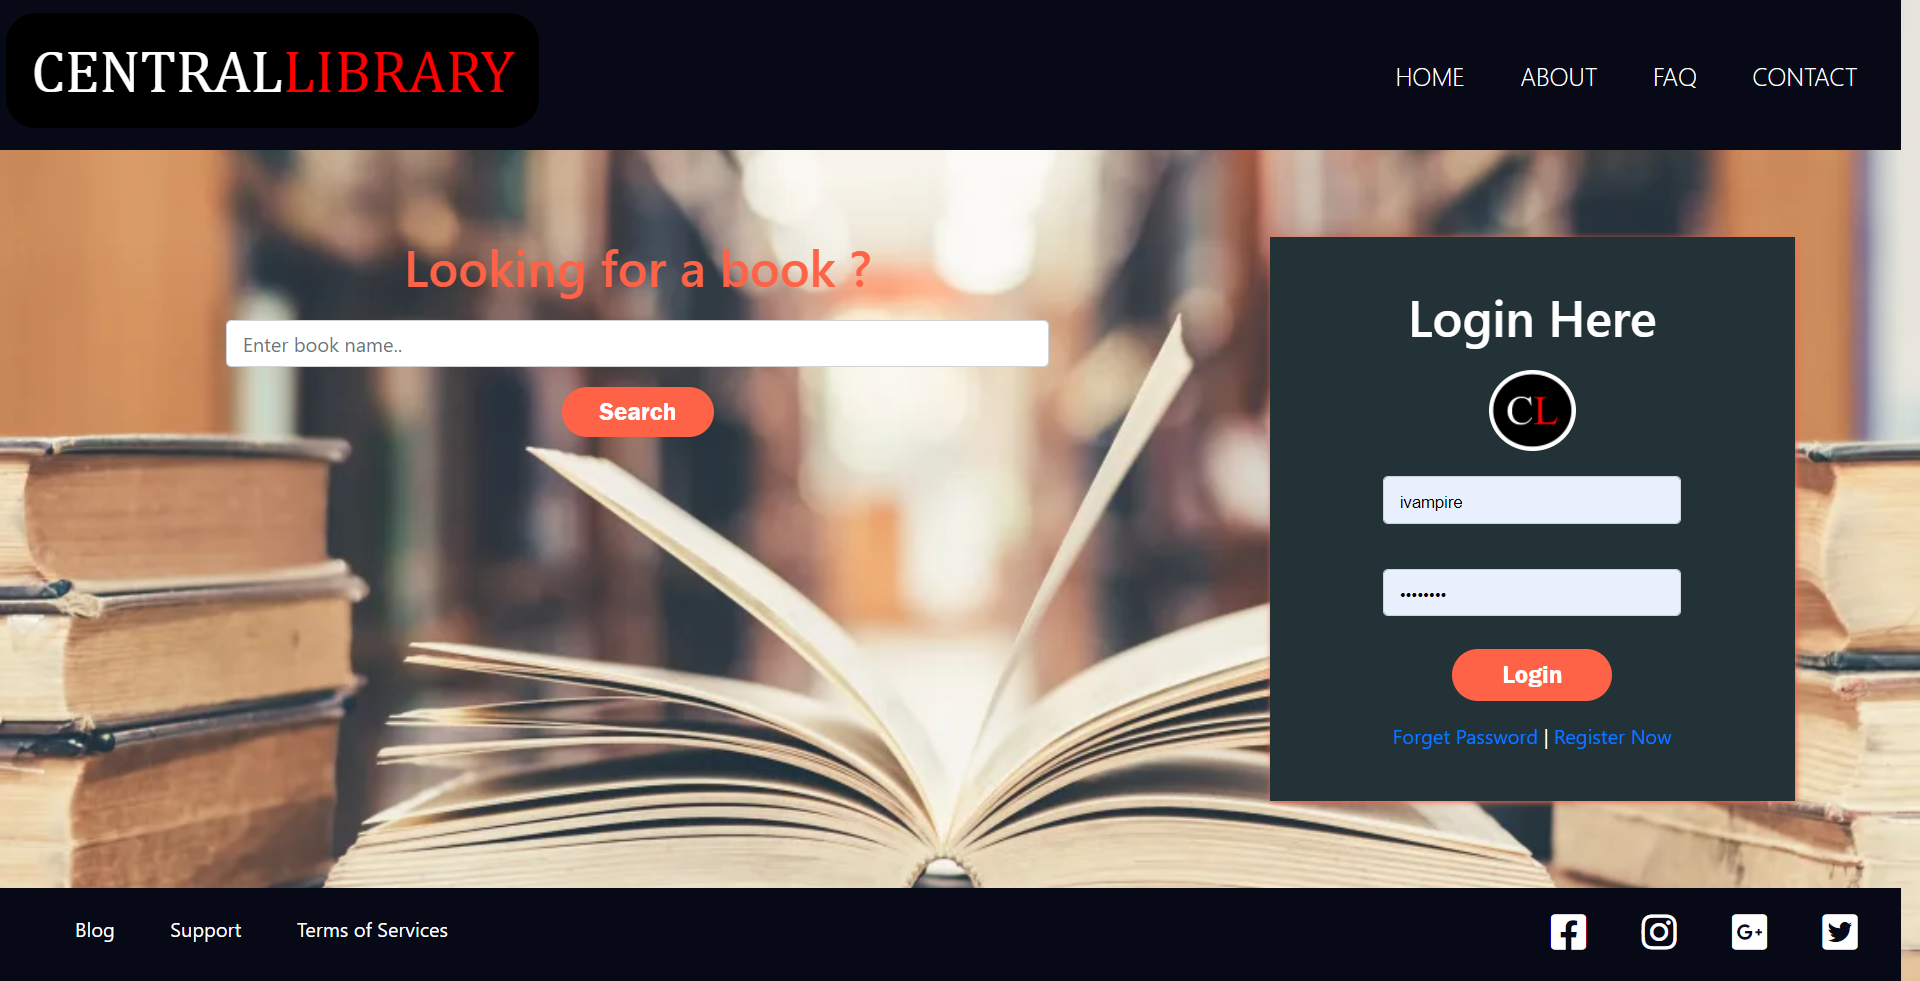 CENTRALLIBRARY
HOME ABOUT FAQ CONTACT
Looking for a book ?
Enter book name..
Search
Login Here
CL
ivampire
••••••••
Login
Forget Password | Register Now
Blog Support Terms of Services
G+